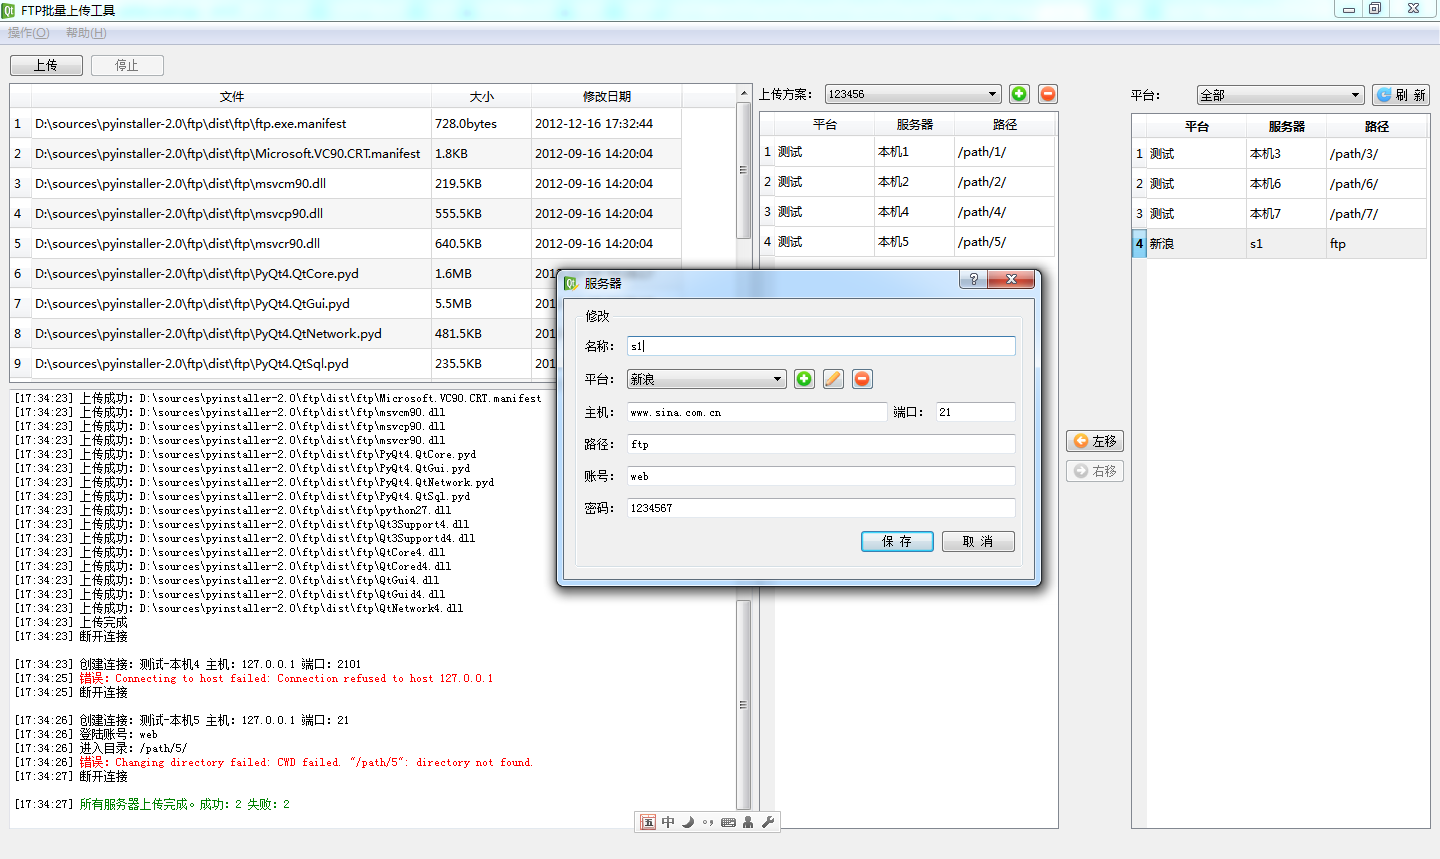 FTP批量上传工具
操作(O) 帮助(H)
上传 停止
文件 大小 修改日期
1 D:\sources\pyinstaller-2.0\ftp\dist\ftp\ftp.exe.manifest 728.0bytes 2012-12-16 17:32:44
2 D:\sources\pyinstaller-2.0\ftp\dist\ftp\Microsoft.VC90.CRT.manifest 1.8KB 2012-09-16 14:20:04
3 D:\sources\pyinstaller-2.0\ftp\dist\ftp\msvcm90.dll 219.5KB 2012-09-16 14:20:04
4 D:\sources\pyinstaller-2.0\ftp\dist\ftp\msvcp90.dll 555.5KB 2012-09-16 14:20:04
5 D:\sources\pyinstaller-2.0\ftp\dist\ftp\msvcr90.dll 640.5KB 2012-09-16 14:20:04
6 D:\sources\pyinstaller-2.0\ftp\dist\ftp\PyQt4.QtCore.pyd 1.6MB
7 D:\sources\pyinstaller-2.0\ftp\dist\ftp\PyQt4.QtGui.pyd 5.5MB 201
8 D:\sources\pyinstaller-2.0\ftp\dist\ftp\PyQt4.QtNetwork.pyd 481.5KB 201
9 D:\sources\pyinstaller-2.0\ftp\dist\ftp\PyQt4.QtSql.pyd 235.5KB 201
[17:34:23] 上传成功: D:\sources\pyinstaller-2.0\ftp\dist\ftp\Microsoft.VC90.CRT.manifest
[17:34:23] 上传成功: D:\sources\pyinstaller-2.0\ftp\dist\ftp\msvcm90.dll
[17:34:23] 上传成功: D:\sources\pyinstaller-2.0\ftp\dist\ftp\msvcp90.dll
[17:34:23] 上传成功: D:\sources\pyinstaller-2.0\ftp\dist\ftp\msvcr90.dll
[17:34:23] 上传成功: D:\sources\pyinstaller-2.0\ftp\dist\ftp\PyQt4.QtCore.pyd
[17:34:23] 上传成功: D:\sources\pyinstaller-2.0\ftp\dist\ftp\PyQt4.QtGui.pyd
[17:34:23] 上传成功: D:\sources\pyinstaller-2.0\ftp\dist\ftp\PyQt4.QtNetwork.pyd
[17:34:23] 上传成功: D:\sources\pyinstaller-2.0\ftp\dist\ftp\PyQt4.QtSql.pyd
[17:34:23] 上传成功: D:\sources\pyinstaller-2.0\ftp\dist\ftp\python27.dll
[17:34:23] 上传成功: D:\sources\pyinstaller-2.0\ftp\dist\ftp\Qt3Support4.dll
[17:34:23] 上传成功: D:\sources\pyinstaller-2.0\ftp\dist\ftp\Qt3Supportd4.dll
[17:34:23] 上传成功: D:\sources\pyinstaller-2.0\ftp\dist\ftp\QtCore4.dll
[17:34:23] 上传成功: D:\sources\pyinstaller-2.0\ftp\dist\ftp\QtCored4.dll
[17:34:23] 上传成功: D:\sources\pyinstaller-2.0\ftp\dist\ftp\QtGui4.dll
[17:34:23] 上传成功: D:\sources\pyinstaller-2.0\ftp\dist\ftp\QtGuid4.dll
[17:34:23] 上传成功: D:\sources\pyinstaller-2.0\ftp\dist\ftp\QtNetwork4.dll
[17:34:23] 上传完成
[17:34:23] 断开连接
[17:34:23] 创建连接: 测试-本机4 主机: 127.0.0.1 端口: 2101
[17:34:25] 错误: Connecting to host failed: Connection refused to host 127.0.0.1
[17:34:25] 断开连接
[17:34:26] 创建连接: 测试-本机5 主机: 127.0.0.1 端口: 21
[17:34:26] 登陆账号: web
[17:34:26] 进入目录: /path/5/
[17:34:26] 错误: Changing directory failed: CWD failed. "/path/5": directory not found.
[17:34:27] 断开连接
[17:34:27] 所有服务器上传完成。成功: 2 失败: 2
上传方案: 123456
平台 服务器 路径
1 测试 本机1 /path/1/
2 测试 本机2 /path/2/
3 测试 本机4 /path/4/
4 测试 本机5 /path/5/
左移
右移
平台: 全部 刷 新
平台 服务器 路径
1 测试 本机3 /path/3/
2 测试 本机6 /path/6/
3 测试 本机7 /path/7/
4 新浪 s1 ftp
服务器
修改
名称: s1
平台: 新浪
主机: www.sina.com.cn 端口: 21
路径: ftp
账号: web
密码: 1234567
保 存 取 消
五 中